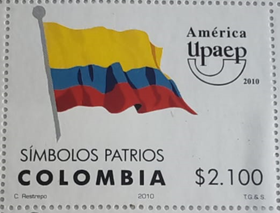 América
Upaep
2010
SÍMBOLOS PATRIOS
COLOMBIA
$2.100
C. Restrepo
2010
T.G.& S.